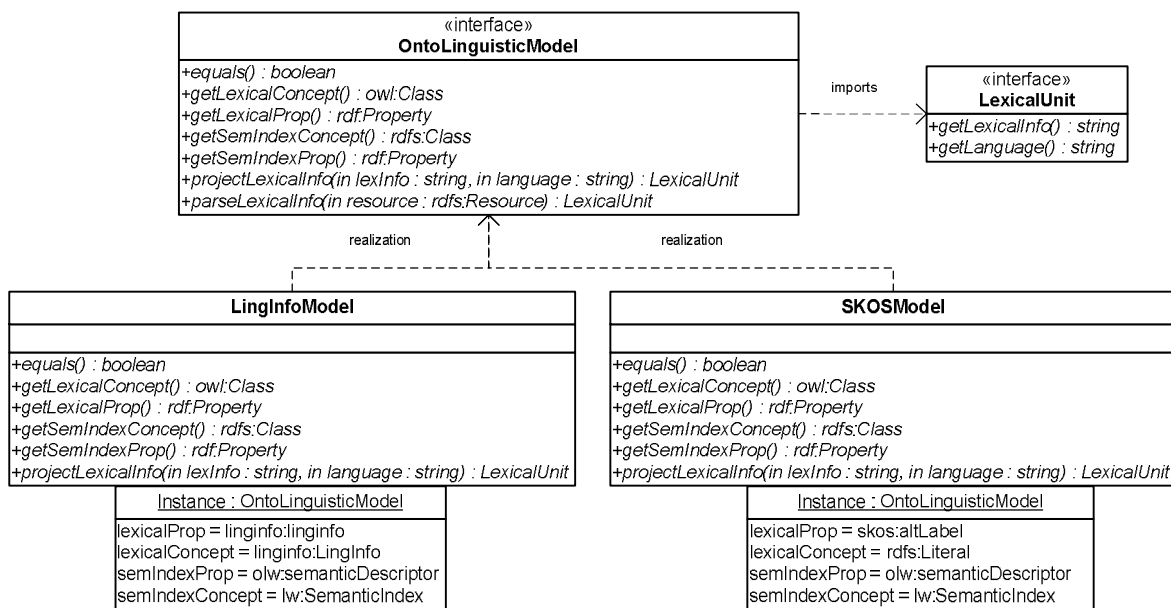 «interface»
OntoLinguisticModel
+equals() : boolean
+getLexicalConcept() : owl:Class
+getLexicalProp() : rdf:Property
+getSemIndexConcept() : rdfs:Class
+getSemIndexProp() : rdf:Property
+projectLexicalInfo(in lexInfo : string, in language : string) : LexicalUnit
+parseLexicalInfo(in resource : rdfs:Resource) : LexicalUnit
imports
«interface»
LexicalUnit
+getLexicalInfo() : string
+getLanguage() : string
realization
realization
LingInfoModel
+equals() : boolean
+getLexicalConcept() : owl:Class
+getLexicalProp() : rdf:Property
+getSemIndexConcept() : rdfs:Class
+getSemIndexProp() : rdf:Property
+projectLexicalInfo(in lexInfo : string, in language : string) : LexicalUnit
Instance : OntoLinguisticModel
lexicalProp = linginfo:linginfo
lexicalConcept = linginfo:LingInfo
semIndexProp = olw:semanticDescriptor
semIndexConcept = lw:SemanticIndex
SKOSModel
+equals() : boolean
+getLexicalConcept() : owl:Class
+getLexicalProp() : rdf:Property
+getSemIndexConcept() : rdfs:Class
+getSemIndexProp() : rdf:Property
+projectLexicalInfo(in lexInfo : string, in language : string) : LexicalUnit
Instance : OntoLinguisticModel
lexicalProp = skos:altLabel
lexicalConcept = rdfs:Literal
semIndexProp = olw:semanticDescriptor
semIndexConcept = lw:SemanticIndex